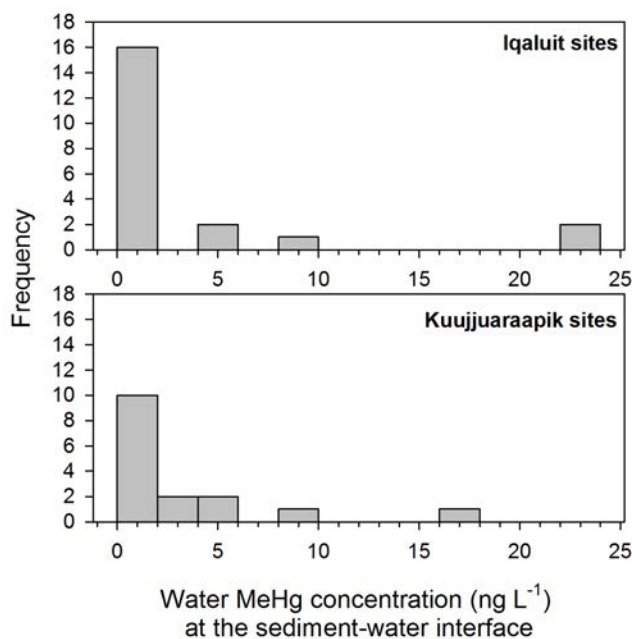 Iqaluit sites
18
16
14
12
10
8
6
4
2
0
0 5 10 15 20 25
Frequency
Kuujjuaraapik sites
18
16
14
12
10
8
6
4
2
0
0 5 10 15 20 25
Water MeHg concentration (ng L⁻¹)
at the sediment-water interface